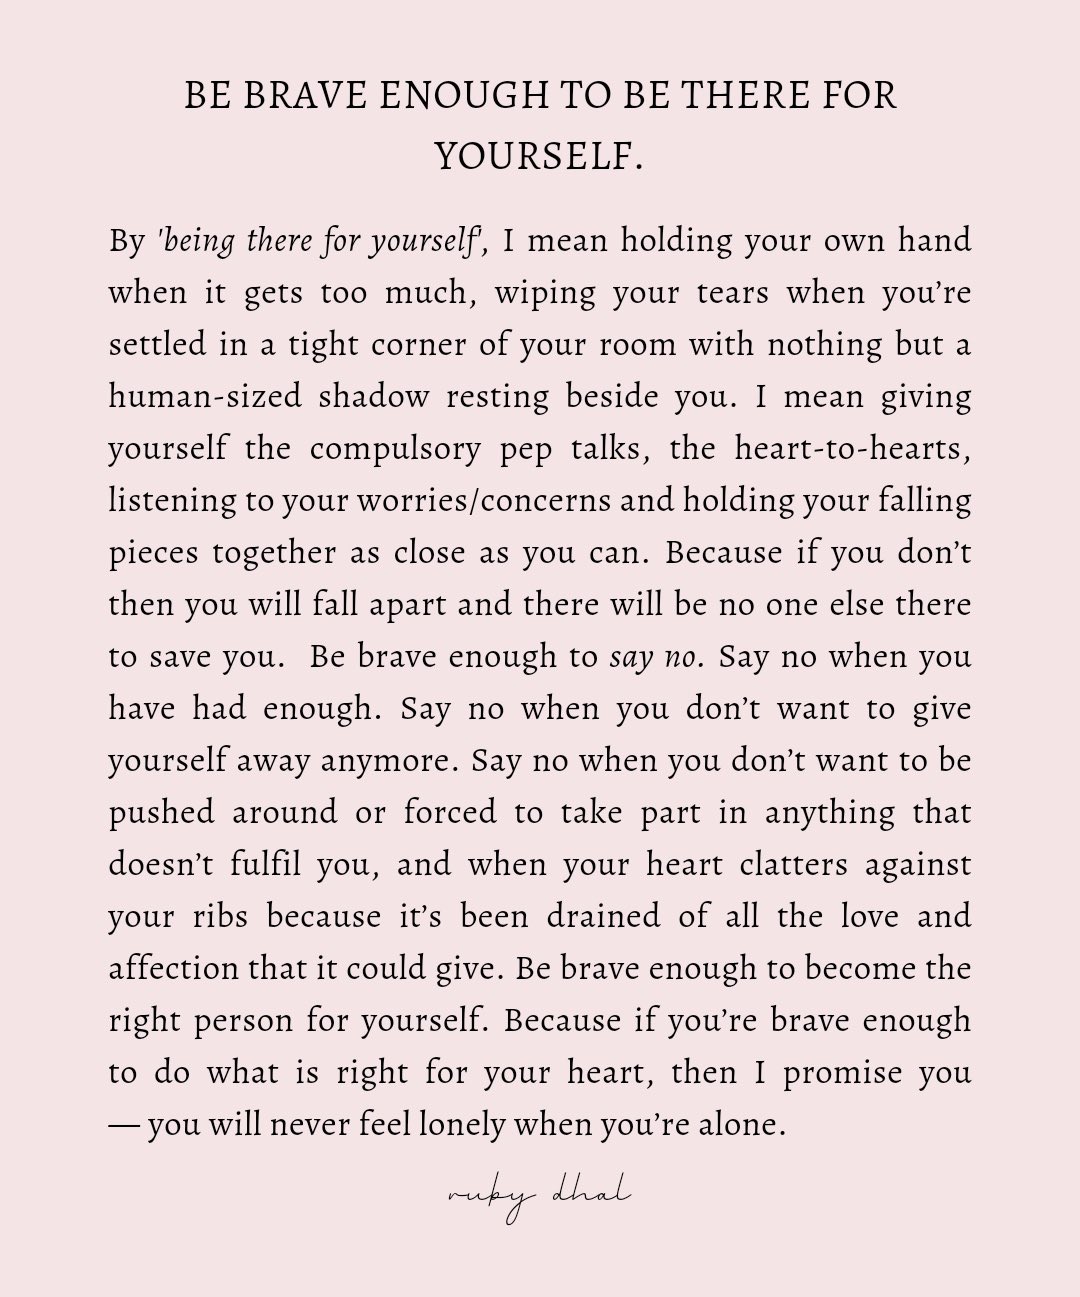 BE BRAVE ENOUGH TO BE THERE FOR
YOURSELF.
By 'being there for yourself', I mean holding your own hand
when it gets too much, wiping your tears when you’re
settled in a tight corner of your room with nothing but a
human-sized shadow resting beside you. I mean giving
yourself the compulsory pep talks, the heart-to-hearts,
listening to your worries/concerns and holding your falling
pieces together as close as you can. Because if you don’t
then you will fall apart and there will be no one else there
to save you.  Be brave enough to say no. Say no when you
have had enough. Say no when you don’t want to give
yourself away anymore. Say no when you don’t want to be
pushed around or forced to take part in anything that
doesn’t fulfil you, and when your heart clatters against
your ribs because it’s been drained of all the love and
affection that it could give. Be brave enough to become the
right person for yourself. Because if you’re brave enough
to do what is right for your heart, then I promise you
— you will never feel lonely when you’re alone.
ruby dhal